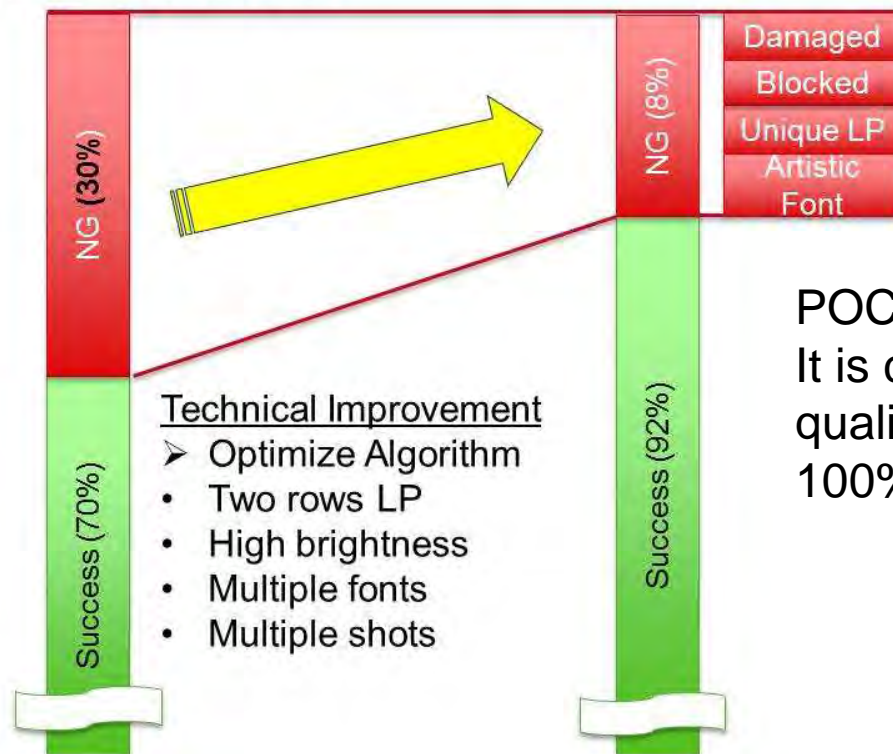 NG (30%)
Success (70%)
Technical Improvement
➢ Optimize Algorithm
• Two rows LP
• High brightness
• Multiple fonts
• Multiple shots
NG (8%)
Success (92%)
Damaged
Blocked
Unique LP
Artistic
Font
POC
It is
quali
100%